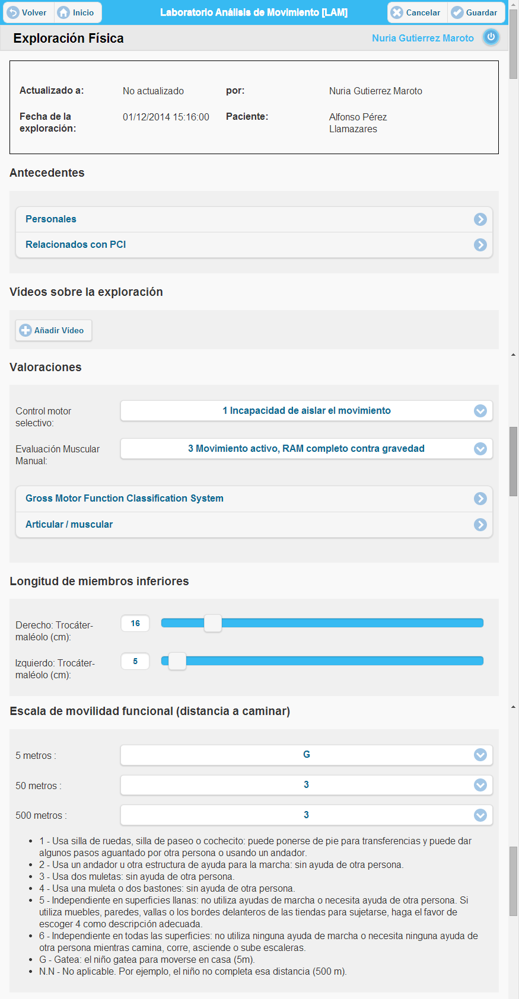 Volver Inicio Laboratorio Análisis de Movimiento [LAM] Cancelar Guardar
Exploración Física Nuria Gutierrez Maroto
Actualizado a: No actualizado por: Nuria Gutierrez Maroto
Fecha de la exploración: 01/12/2014 15:16:00 Paciente: Alfonso Pérez Llamazares
Antecedentes
Personales
Relacionados con PCI
Vídeos sobre la exploración
Añadir Vídeo
Valoraciones
Control motor selectivo: 1 Incapacidad de aislar el movimiento
Evaluación Muscular Manual: 3 Movimiento activo, RAM completo contra gravedad
Gross Motor Function Classification System
Articular / muscular
Longitud de miembros inferiores
Derecho: Trocáter-
maléolo (cm): 16
Izquierdo: Trocáter-
maléolo (cm): 5
Escala de movilidad funcional (distancia a caminar)
5 metros : G
50 metros : 3
500 metros : 3
• 1 - Usa silla de ruedas, silla de paseo o cochecito: puede ponerse de pie para transferencias y puede dar
algunos pasos aguantado por otra persona o usando un andador.
• 2 - Usa un andador u otra estructura de ayuda para la marcha: sin ayuda de otra persona.
• 3 - Usa dos muletas: sin ayuda de otra persona.
• 4 - Usa una muleta o dos bastones: sin ayuda de otra persona.
• 5 - Independiente en superficies llanas: no utiliza ayudas de marcha o necesita ayuda de otra persona. Si
utiliza muebles, paredes, vallas o los bordes delanteros de las tiendas para sujetarse, haga el favor de
escoger 4 como descripción adecuada.
• 6 - Independiente en todas las superficies: no utiliza ninguna ayuda de marcha o necesita ninguna ayuda de
otra persona mientras camina, corre, asciende o sube escaleras.
• G - Gatea: el niño gatea para moverse en casa (5m).
• N.N - No aplicable. Por ejemplo, el niño no completa esa distancia (500 m).